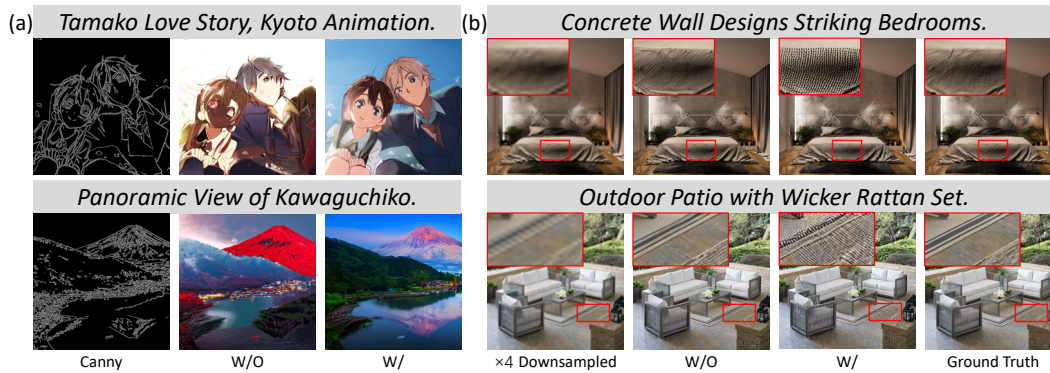 (a) Tamako Love Story, Kyoto Animation.
Panoramic View of Kawaguchiko.
Canny W/O W/
(b) Concrete Wall Designs Striking Bedrooms.
Outdoor Patio with Wicker Rattan Set.
×4 Downsampled W/O W/ Ground Truth